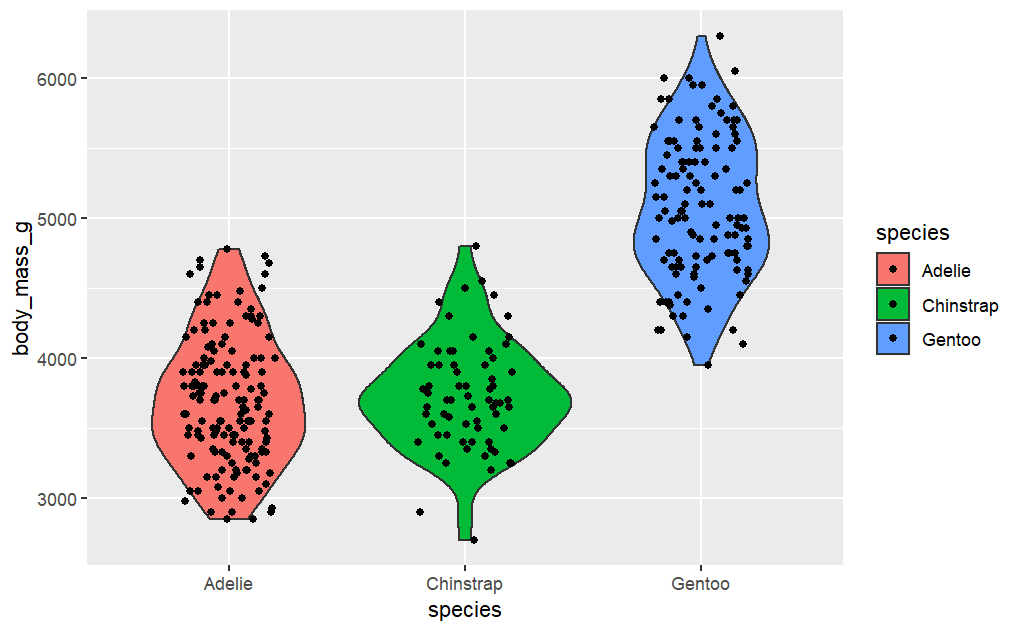 body_mass_g
6000
5000
4000
3000
Adelie
Chinstrap
Gentoo
species
species
Adelie
Chinstrap
Gentoo